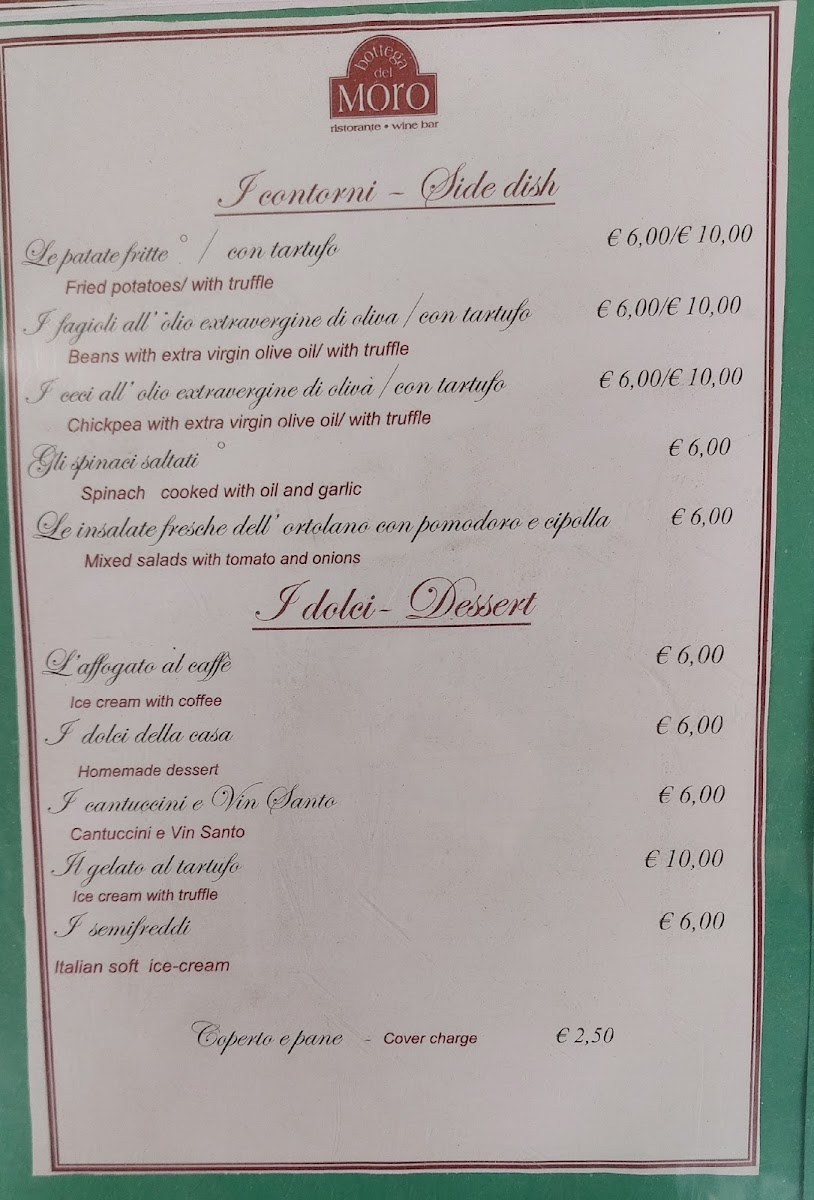 bottega
del
MORO
ristorante • wine bar
I contorni - Side dish
Le patate fritte ° / con tartufo € 6,00/€ 10,00
Fried potatoes/ with truffle
I fagioli all' olio extravergine di oliva / con tartufo € 6,00/€ 10,00
Beans with extra virgin olive oil/ with truffle
I ceci all' olio extravergine di oliva / con tartufo € 6,00/€ 10,00
Chickpea with extra virgin olive oil/ with truffle
Gli spinaci saltati ° € 6,00
Spinach cooked with oil and garlic
Le insalate fresche dell' ortolano con pomodoro e cipolla € 6,00
Mixed salads with tomato and onions
I dolci- Dessert
L'affogato al caffè € 6,00
Ice cream with coffee
I dolci della casa € 6,00
Homemade dessert
I cantuccini e Vin Santo € 6,00
Cantuccini e Vin Santo
Il gelato al tartufo € 10,00
Ice cream with truffle
I semifreddi € 6,00
Italian soft ice-cream
Coperto e pane - Cover charge € 2,50